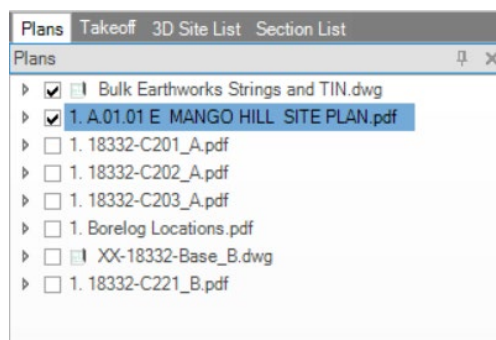 Plans Takeoff 3D Site List Section List
Plans
Bulk Earthworks Strings and TIN.dwg
1. A.01.01 E MANGO HILL SITE PLAN.pdf
1. 18332-C201_A.pdf
1. 18332-C202_A.pdf
1. 18332-C203_A.pdf
1. Borelog Locations.pdf
XX-18332-Base_B.dwg
1. 18332-C221_B.pdf